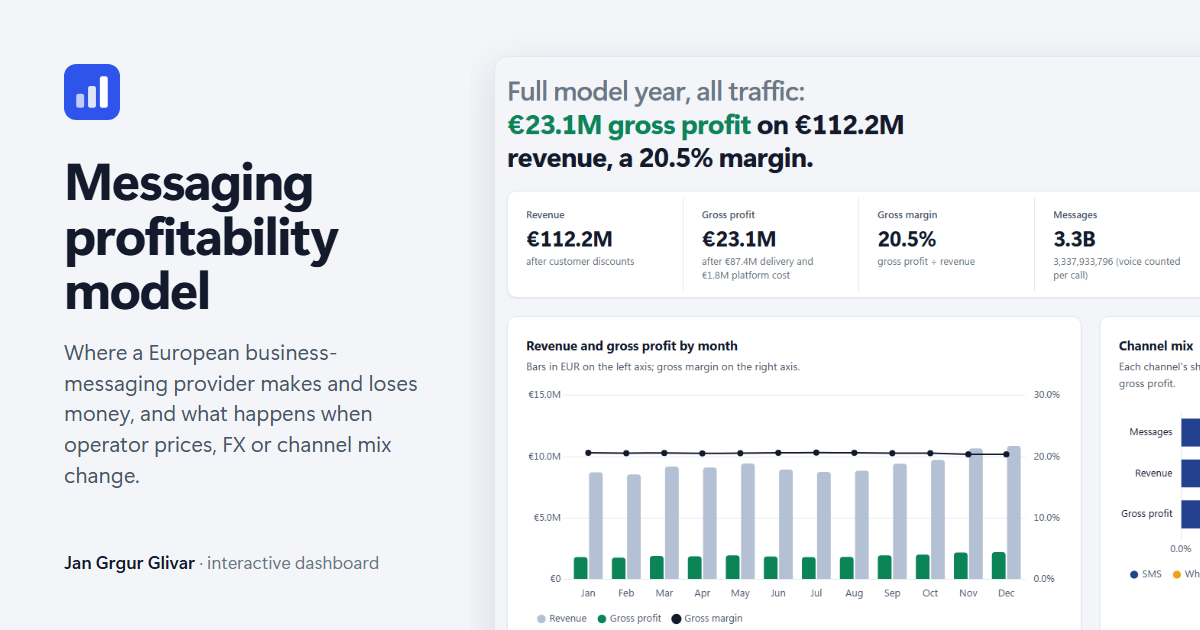 Messaging
profitability
model
Where a European business-
messaging provider makes and loses
money, and what happens when
operator prices, FX or channel mix
change.
Jan Grgur Glivar · interactive dashboard
Full model year, all traffic:
€23.1M gross profit on €112.2M
revenue, a 20.5% margin.
Revenue
€112.2M
after customer discounts
Gross profit
€23.1M
after €87.4M delivery and
€1.8M platform cost
Gross margin
20.5%
gross profit ÷ revenue
Messages
3.3B
3,337,933,796 (voice counted
per call)
Revenue and gross profit by month
Bars in EUR on the left axis; gross margin on the right axis.
€15.0M
€10.0M
€5.0M
€0
30.0%
20.0%
10.0%
0.0%
Jan Feb Mar Apr May Jun Jul Aug Sep Oct Nov Dec
Revenue Gross profit Gross margin
Channel mix
Each channel's sh
gross profit.
Messages
Revenue
Gross profit
0.0%
SMS Wh